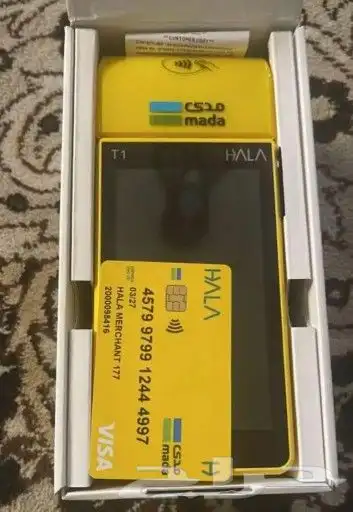 مدى
mada
T1
HALA
HALA
4579 9799 1244 4997
03/27
HALA MERCHANT 177
2000095416
مدى
mada
VISA